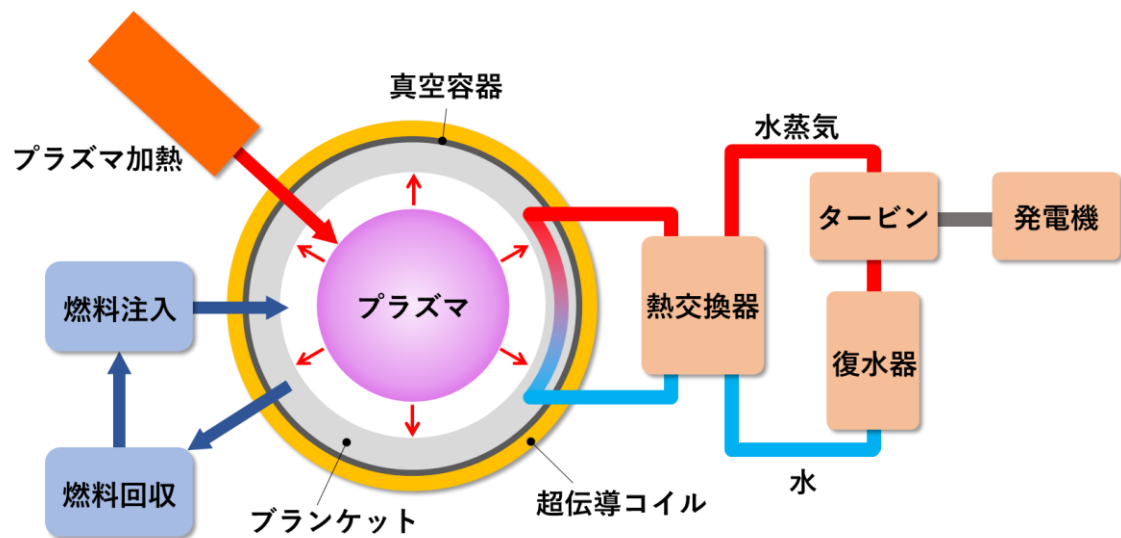 真空容器
水蒸気
プラズマ加熱
タービン
発電機
燃料注入
プラズマ
熱交換器
復水器
燃料回収
水
超伝導コイル
ブランケット